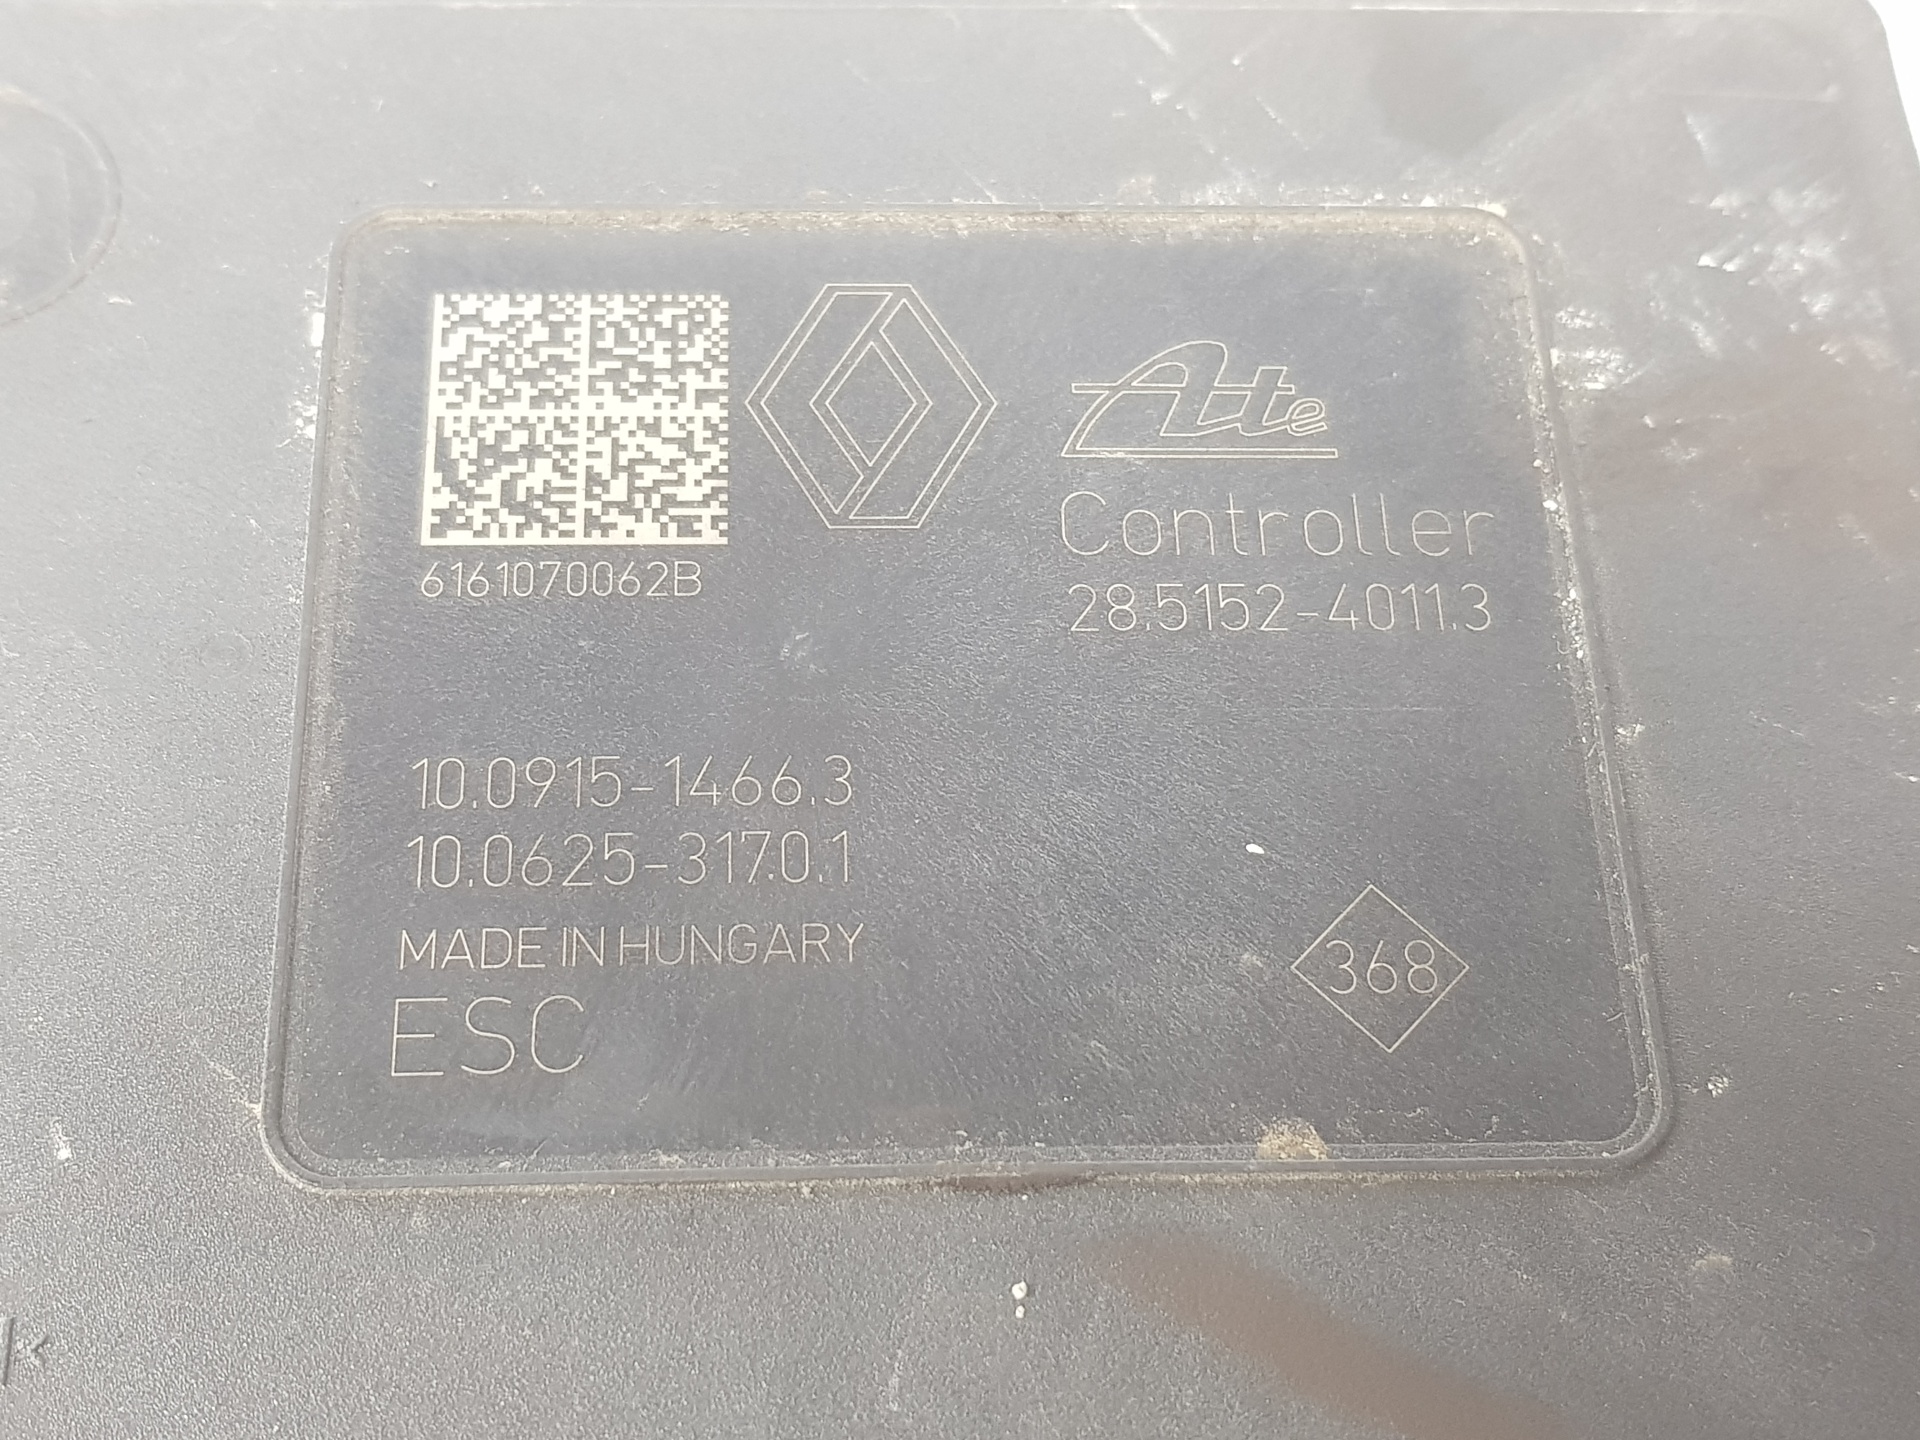 6161070062B
Ate
Controller
28.5152-4011.3
10.0915-1466.3
10.0625-3170.1
MADE IN HUNGARY
ESC
368